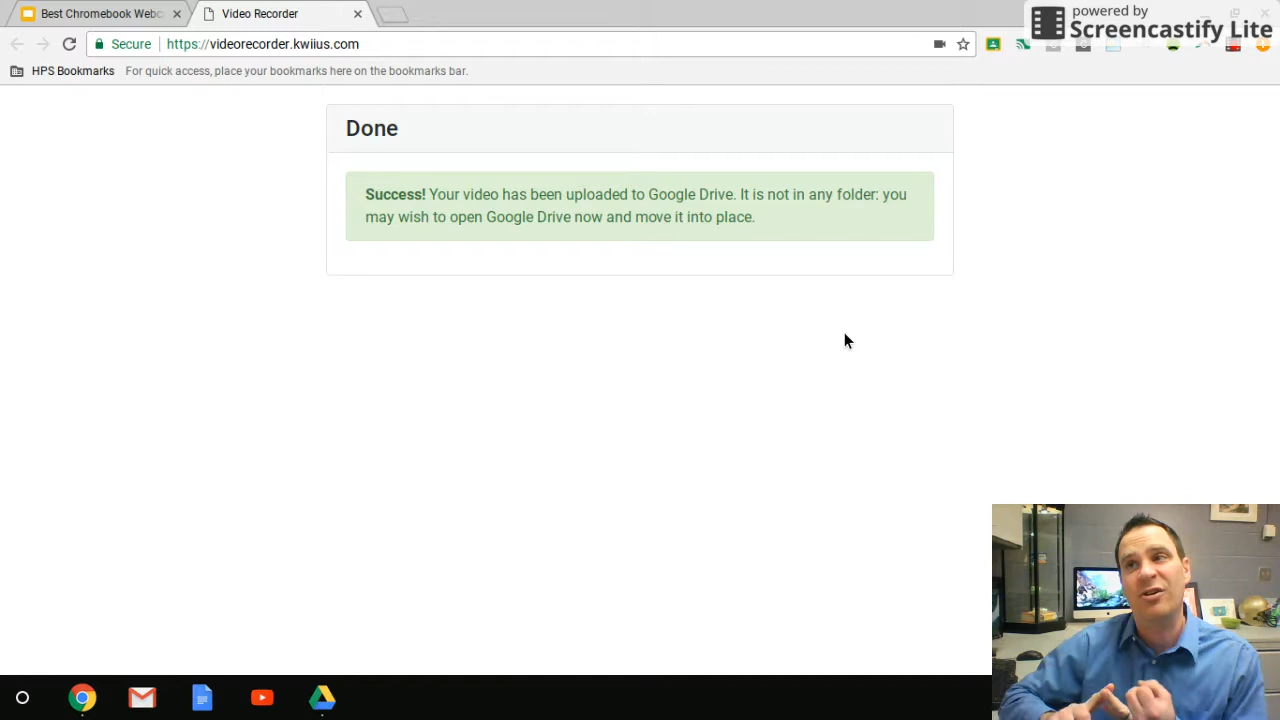 Best Chromebook Webc
Video Recorder
powered by
Screencastify Lite
Secure
https://videorecorder.kwiius.com
HPS Bookmarks
For quick access, place your bookmarks here on the bookmarks bar.
Done
Success! Your video has been uploaded to Google Drive. It is not in any folder: you
may wish to open Google Drive now and move it into place.